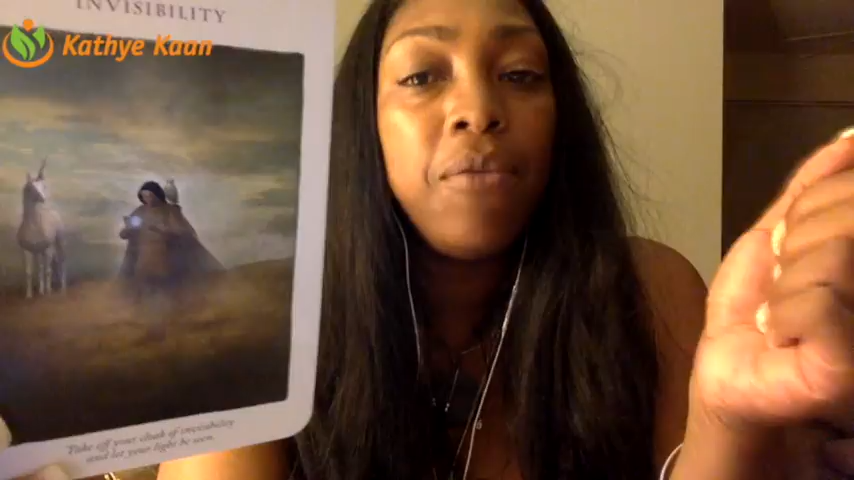 INVISIBILITY
Kathye Kaan
Take off your cloak of invisibility
and let your light be seen.